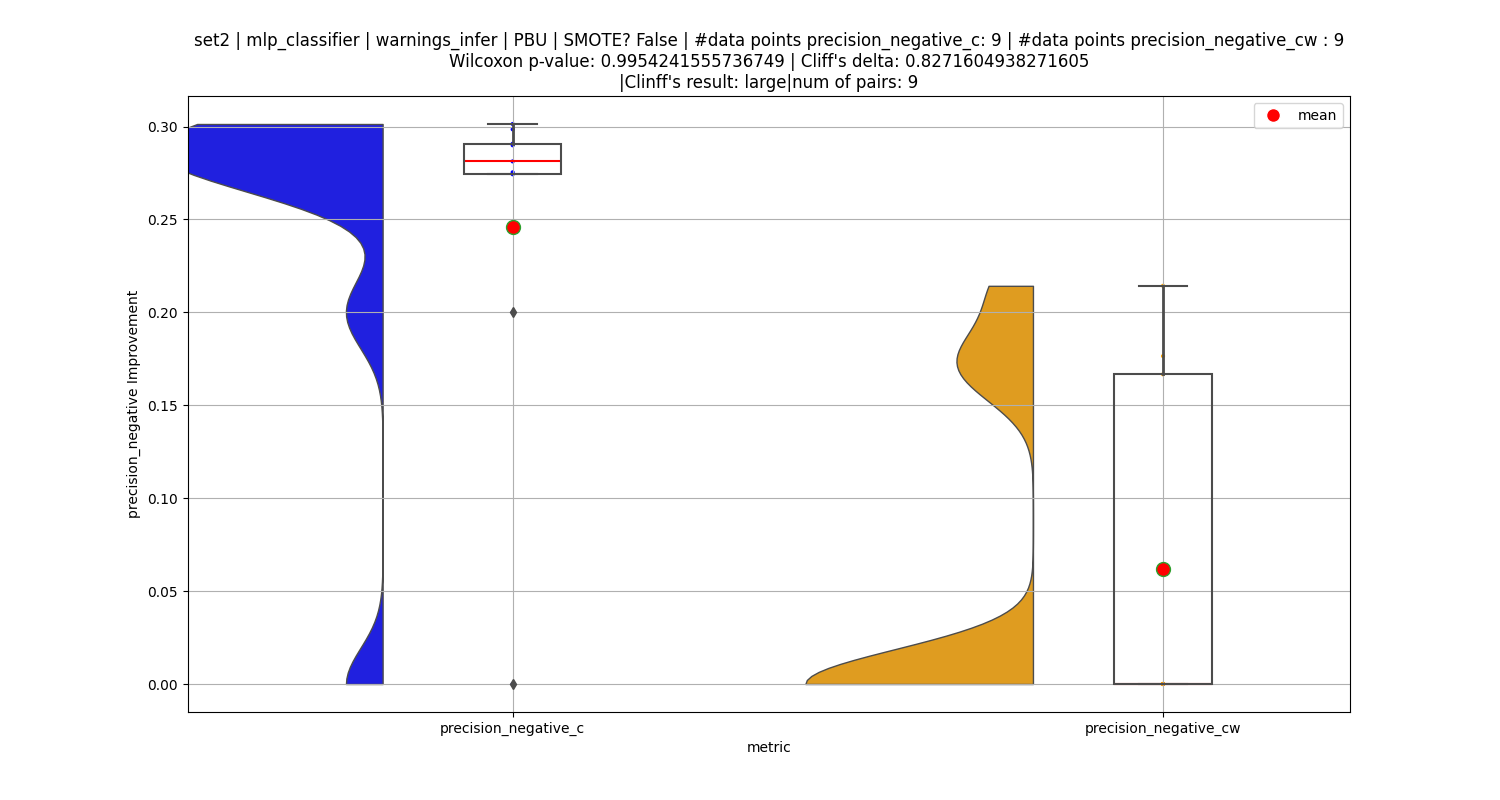 set2 | mlp_classifier | warnings_infer | PBU | SMOTE? False | #data points precision_negative_c: 9 | #data points precision_negative_cw : 9
Wilcoxon p-value: 0.9954241555736749 | Cliff's delta: 0.8271604938271605
|Clinff's result: large|num of pairs: 9
mean
0.30
0.25
0.20
0.15
0.10
0.05
0.00
precision_negative Improvement
precision_negative_c
precision_negative_cw
metric